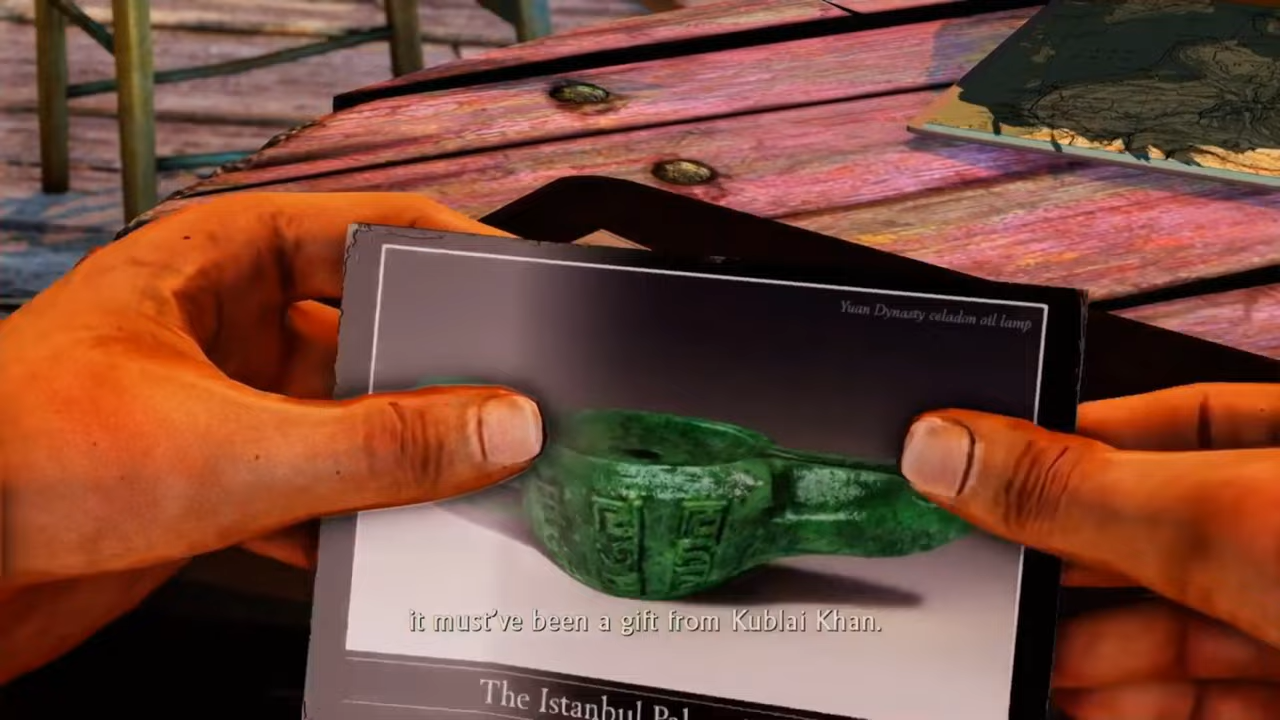 Yuan Dynasty celadon oil lamp
it must've been a gift from Kublai Khan.
The Istanbul